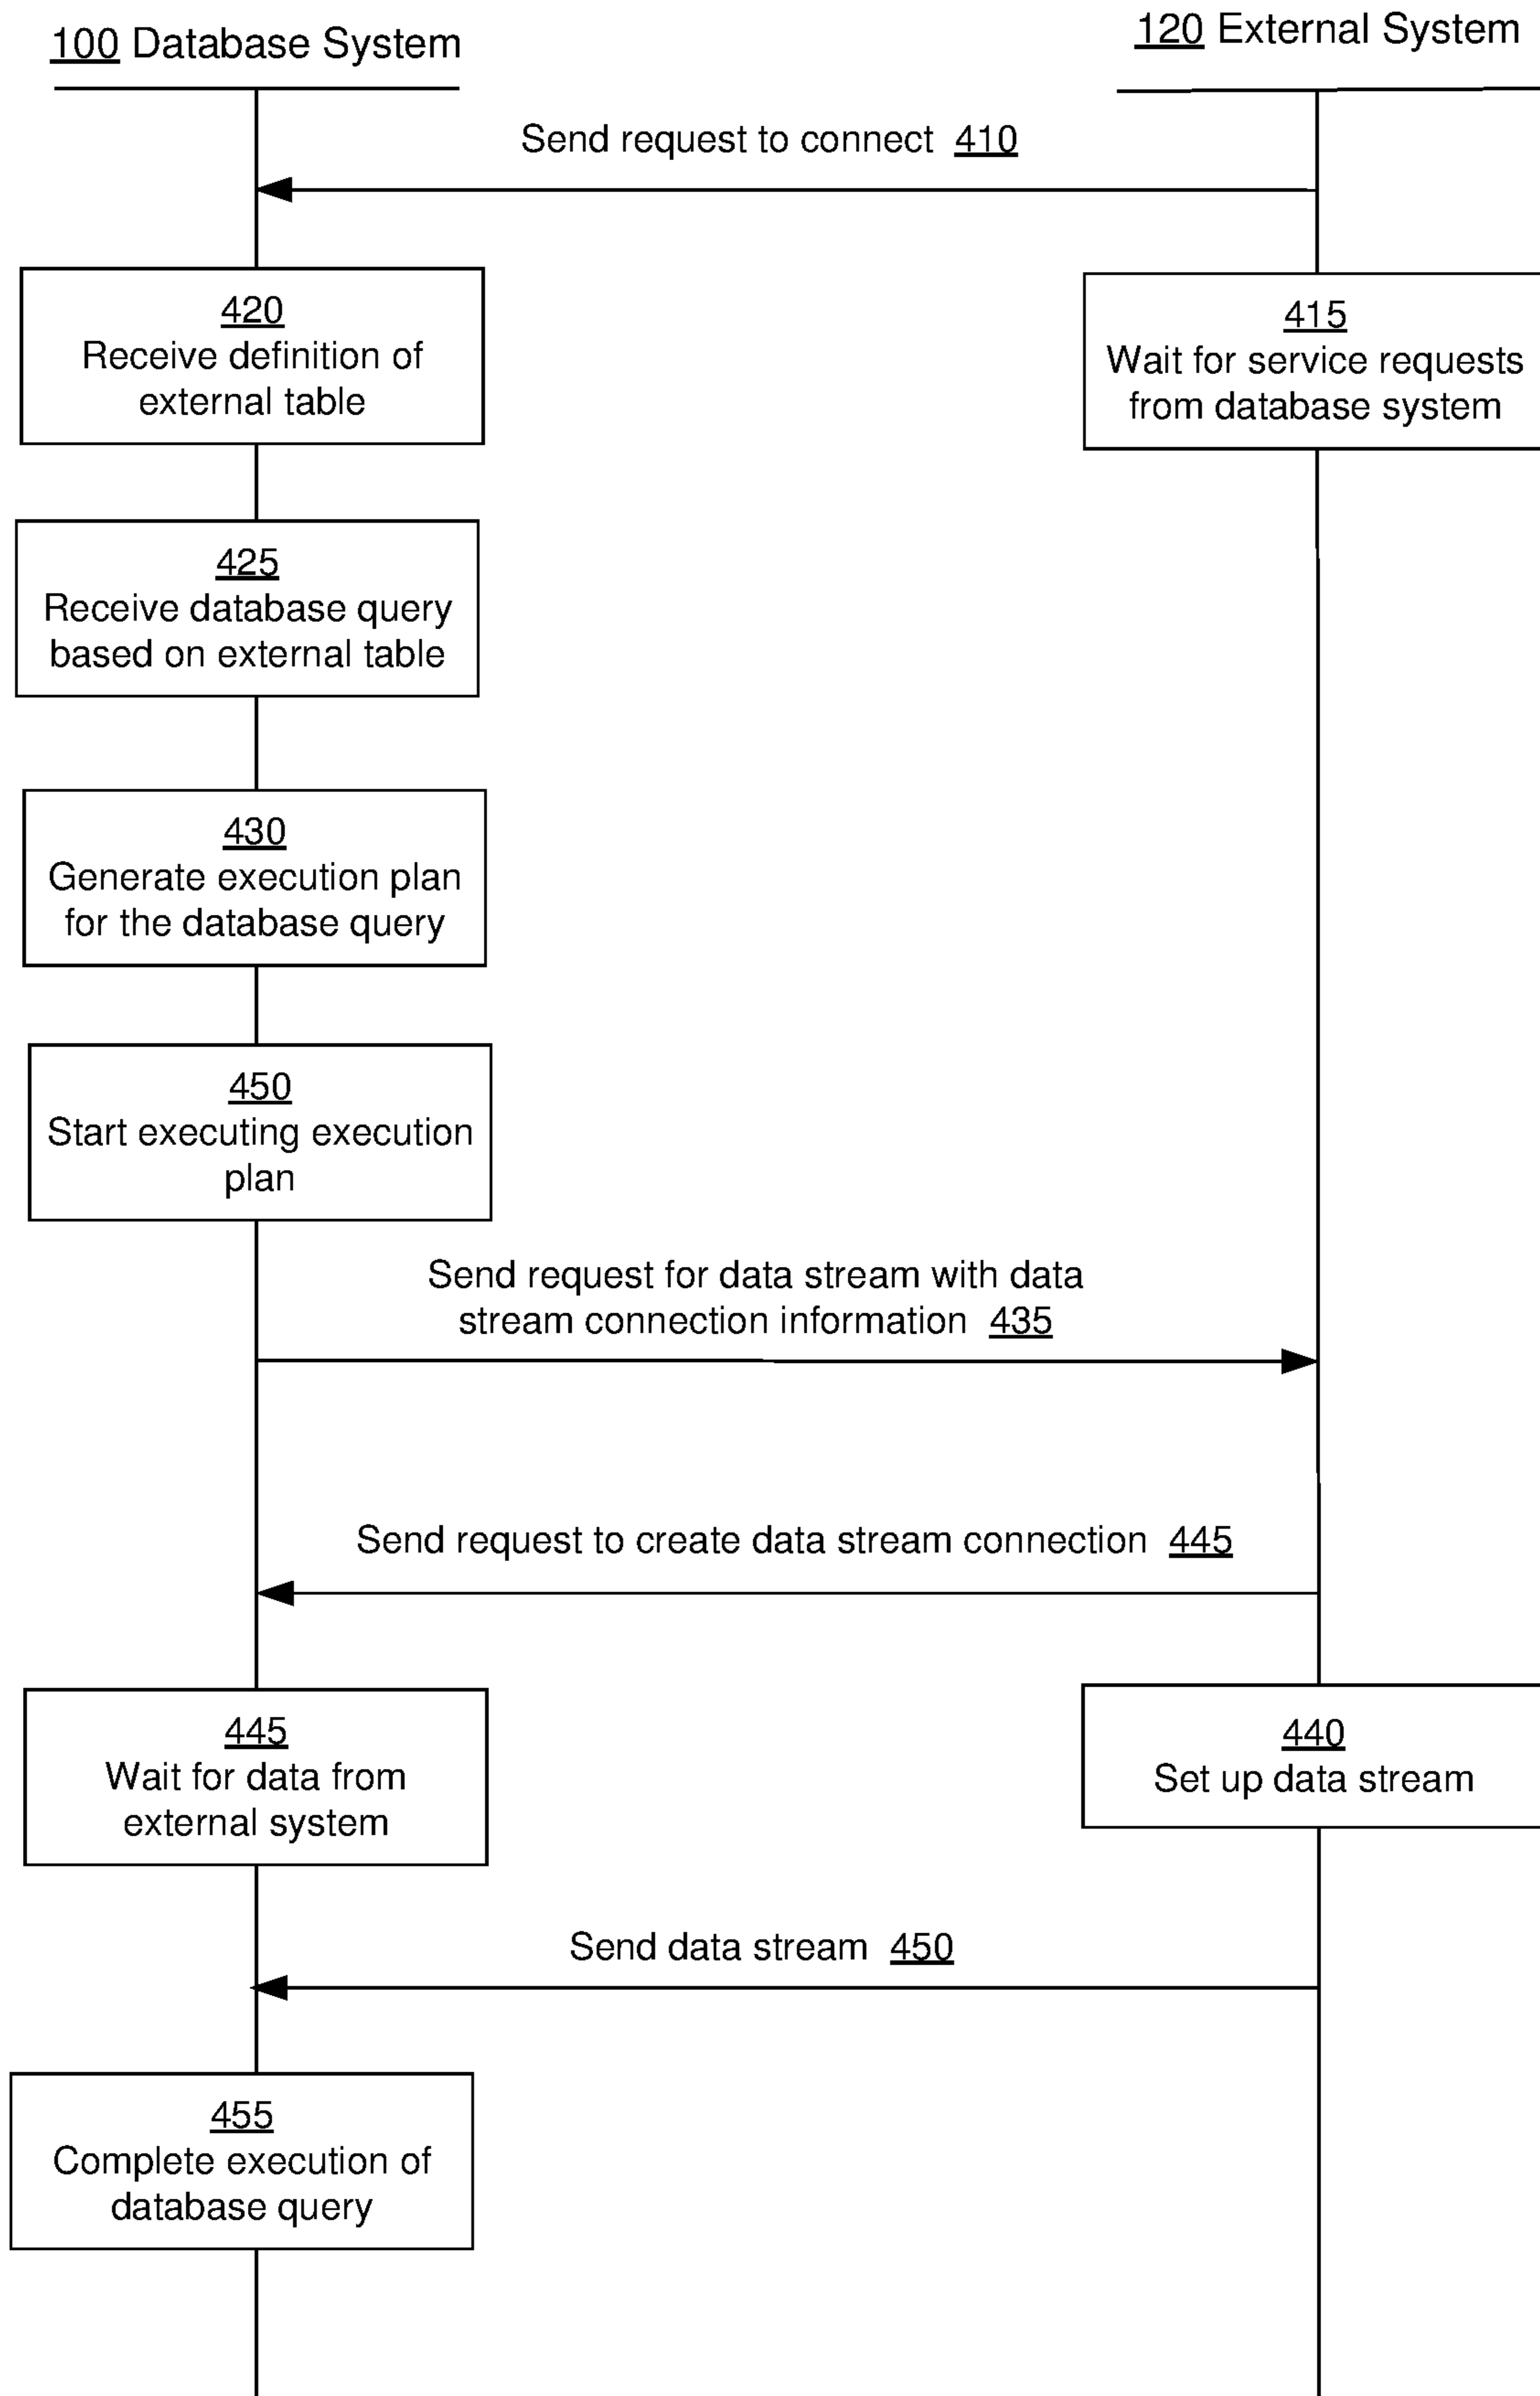 100 Database System
120 External System
Send request to connect 410
420
Receive definition of
external table
415
Wait for service requests
from database system
425
Receive database query
based on external table
430
Generate execution plan
for the database query
450
Start executing execution
plan
Send request for data stream with data
stream connection information 435
Send request to create data stream connection 445
445
Wait for data from
external system
440
Set up data stream
Send data stream 450
455
Complete execution of
database query